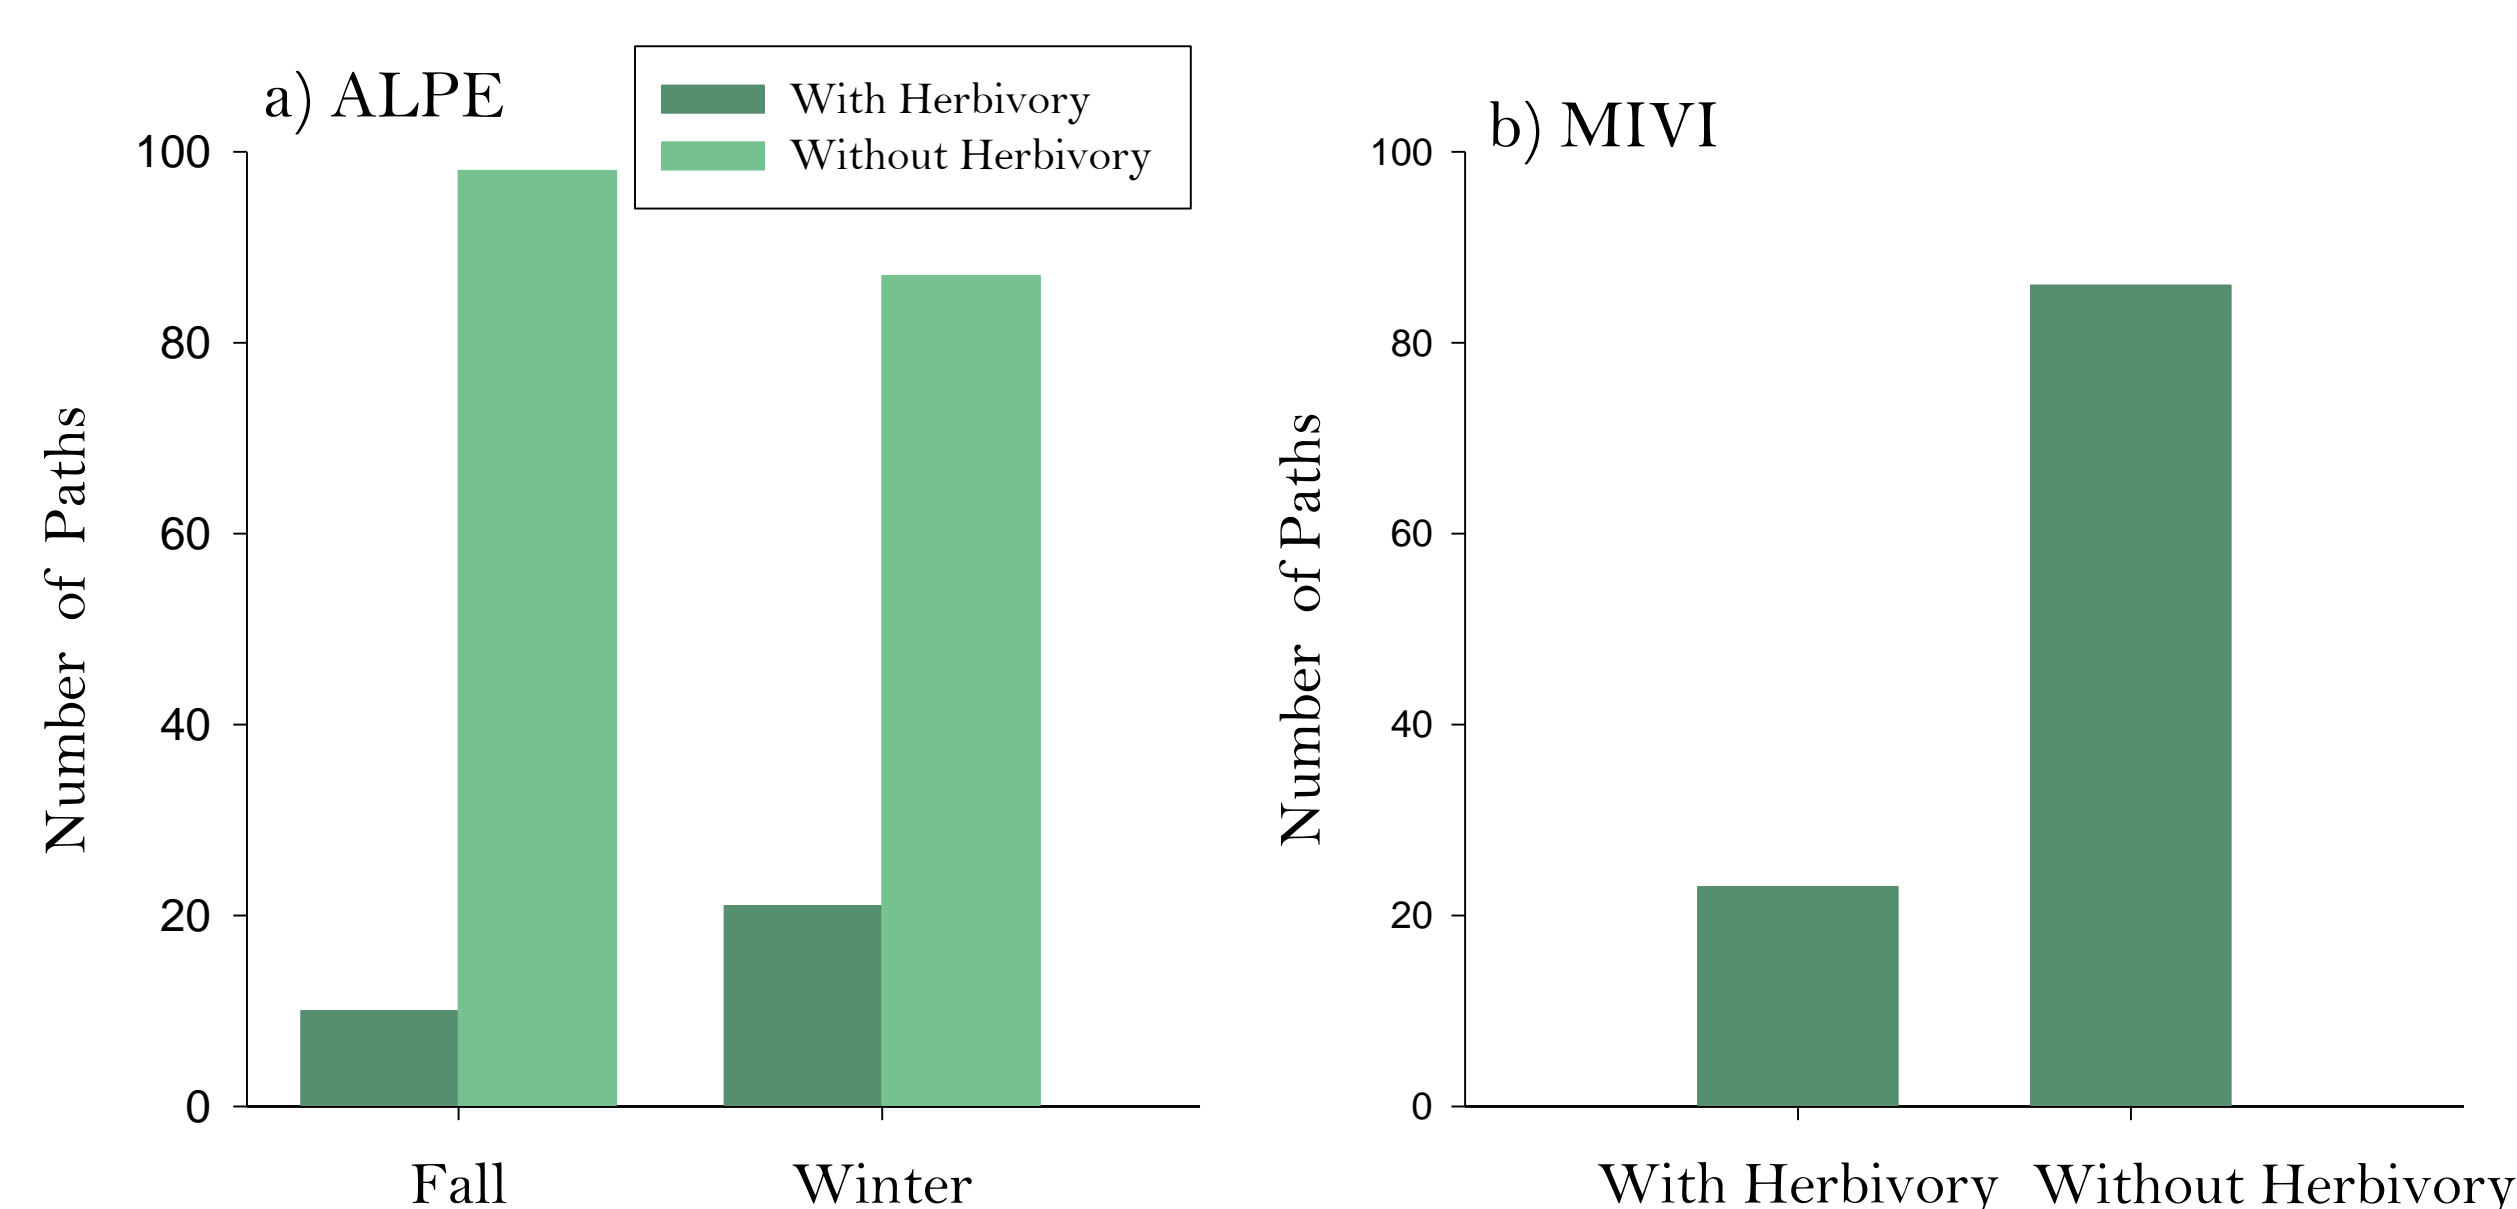 a) ALPE
With Herbivory
Without Herbivory
100
80
60
40
20
0
Number of Paths
Fall
Winter
b) MIVI
100
80
60
40
20
0
Number of Paths
With Herbivory
Without Herbivory